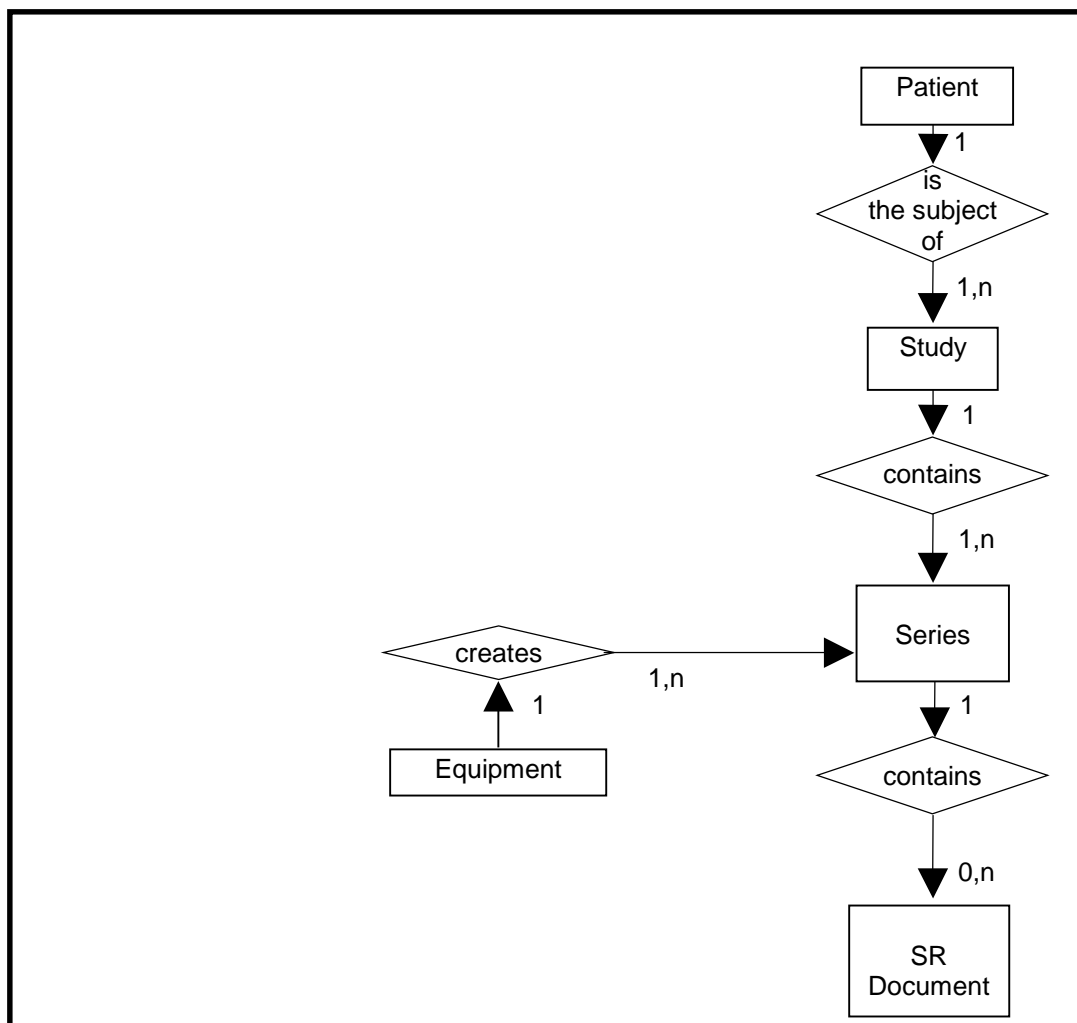 Patient
1
is
the subject
of
1,n
Study
1
contains
1,n
Series
creates
1,n
1
1
Equipment
contains
0,n
SR
Document